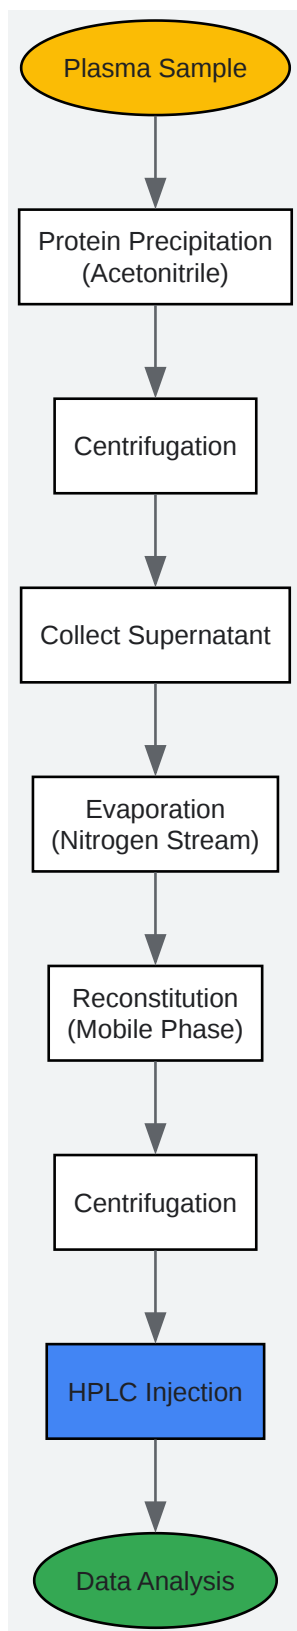 Plasma Sample
Protein Precipitation
(Acetonitrile)
Centrifugation
Collect Supernatant
Evaporation
(Nitrogen Stream)
Reconstitution
(Mobile Phase)
Centrifugation
HPLC Injection
Data Analysis